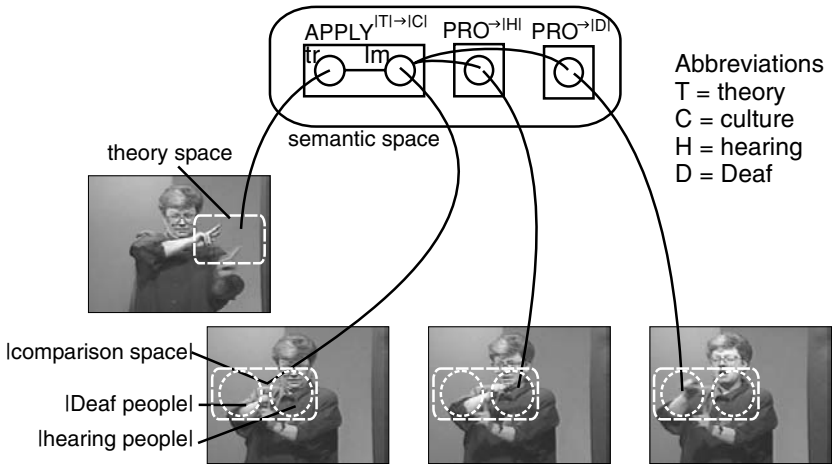 APPLY|T|→|C| PRO→|H| PRO→|D|
tr lm
semantic space
Abbreviations
T = theory
C = culture
H = hearing
D = Deaf
theory space
|comparison space|
|Deaf people|
|hearing people|